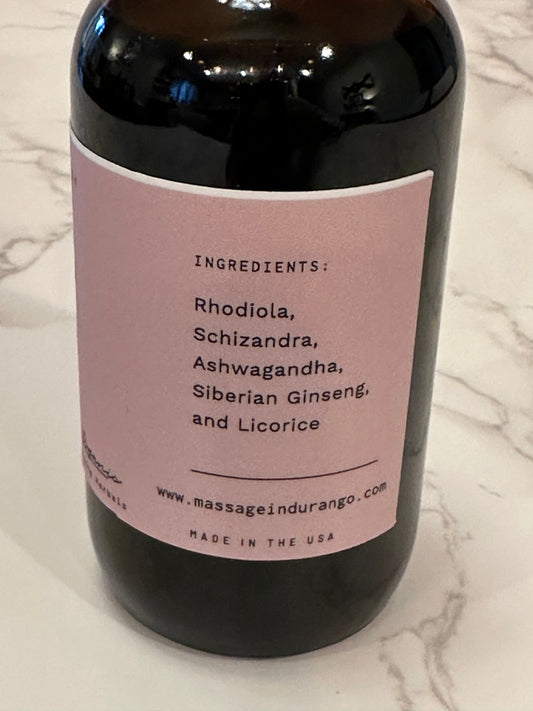 INGREDIENTS:
Rhodiola,
Schizandra,
Ashwagandha,
Siberian Ginseng,
and Licorice
www.massageindurango.com
MADE IN THE USA